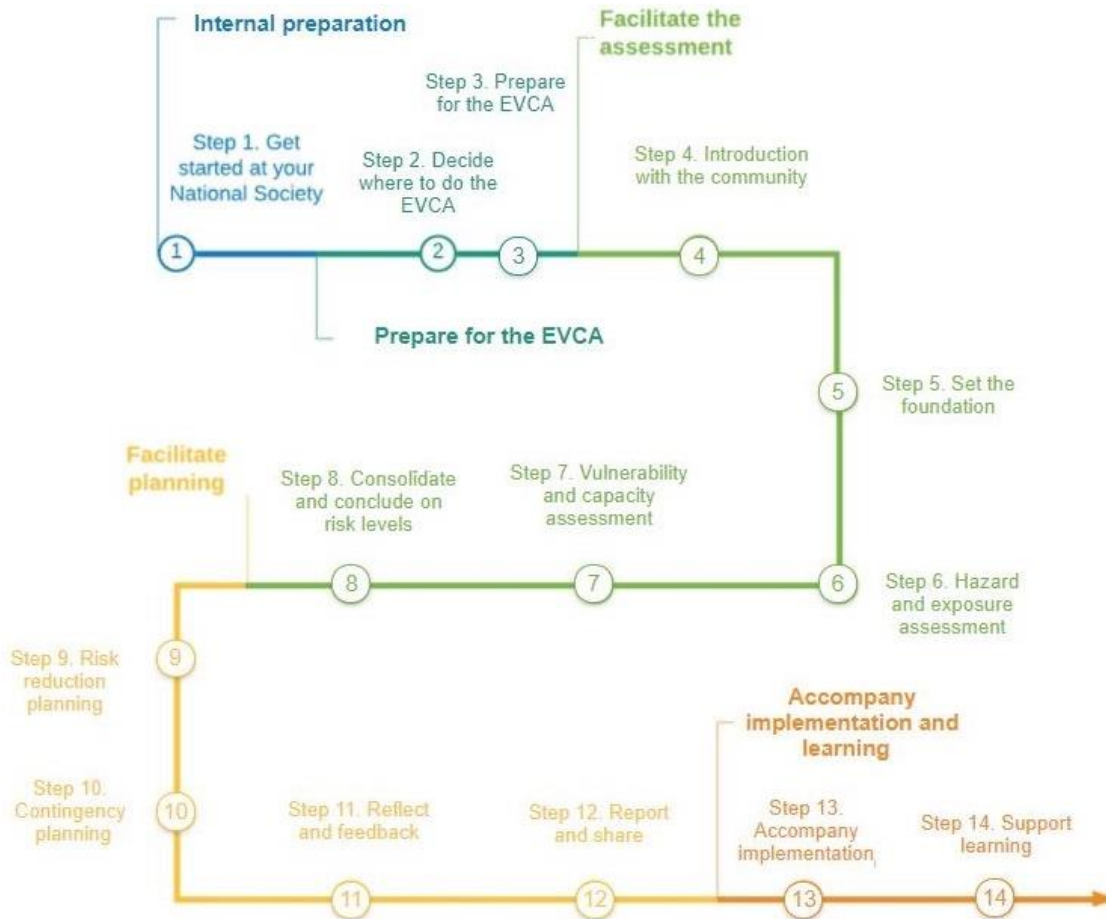 Internal preparation
Facilitate the
assessment
Step 3. Prepare
for the EVCA
Step 1. Get
started at your
National Society
Step 2. Decide
where to do the
EVCA
Step 4. Introduction
with the community
1
2
3
4
Prepare for the EVCA
5
Step 5. Set the
foundation
Facilitate
planning
Step 8. Consolidate
and conclude on
risk levels
Step 7. Vulnerability
and capacity
assessment
8
7
6
Step 6. Hazard
and exposure
assessment
Step 9. Risk
reduction
planning
9
Accompany
implementation and
learning
Step 10.
Contingency
planning
10
Step 11. Reflect
and feedback
Step 12. Report
and share
Step 13.
Accompany
implementation,
Step 14. Support
learning
11
12
13
14